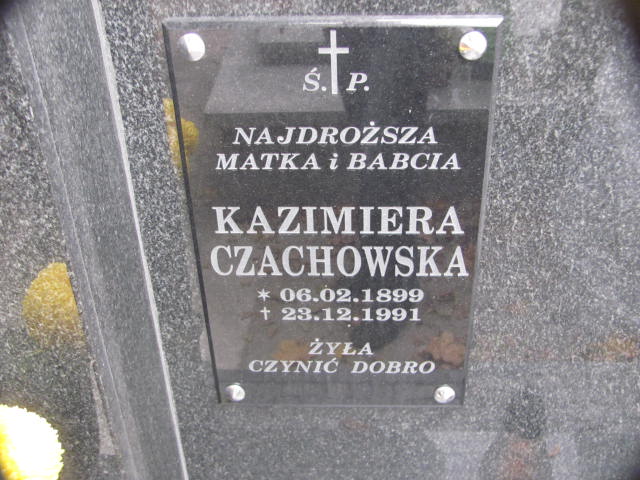 Ś. P.
NAJDROŻSZA
MATKA i BABCIA
KAZIMIERA
CZACHOWSKA
* 06.02.1899
† 23.12.1991
ŻYŁA
CZYNIĆ DOBRO